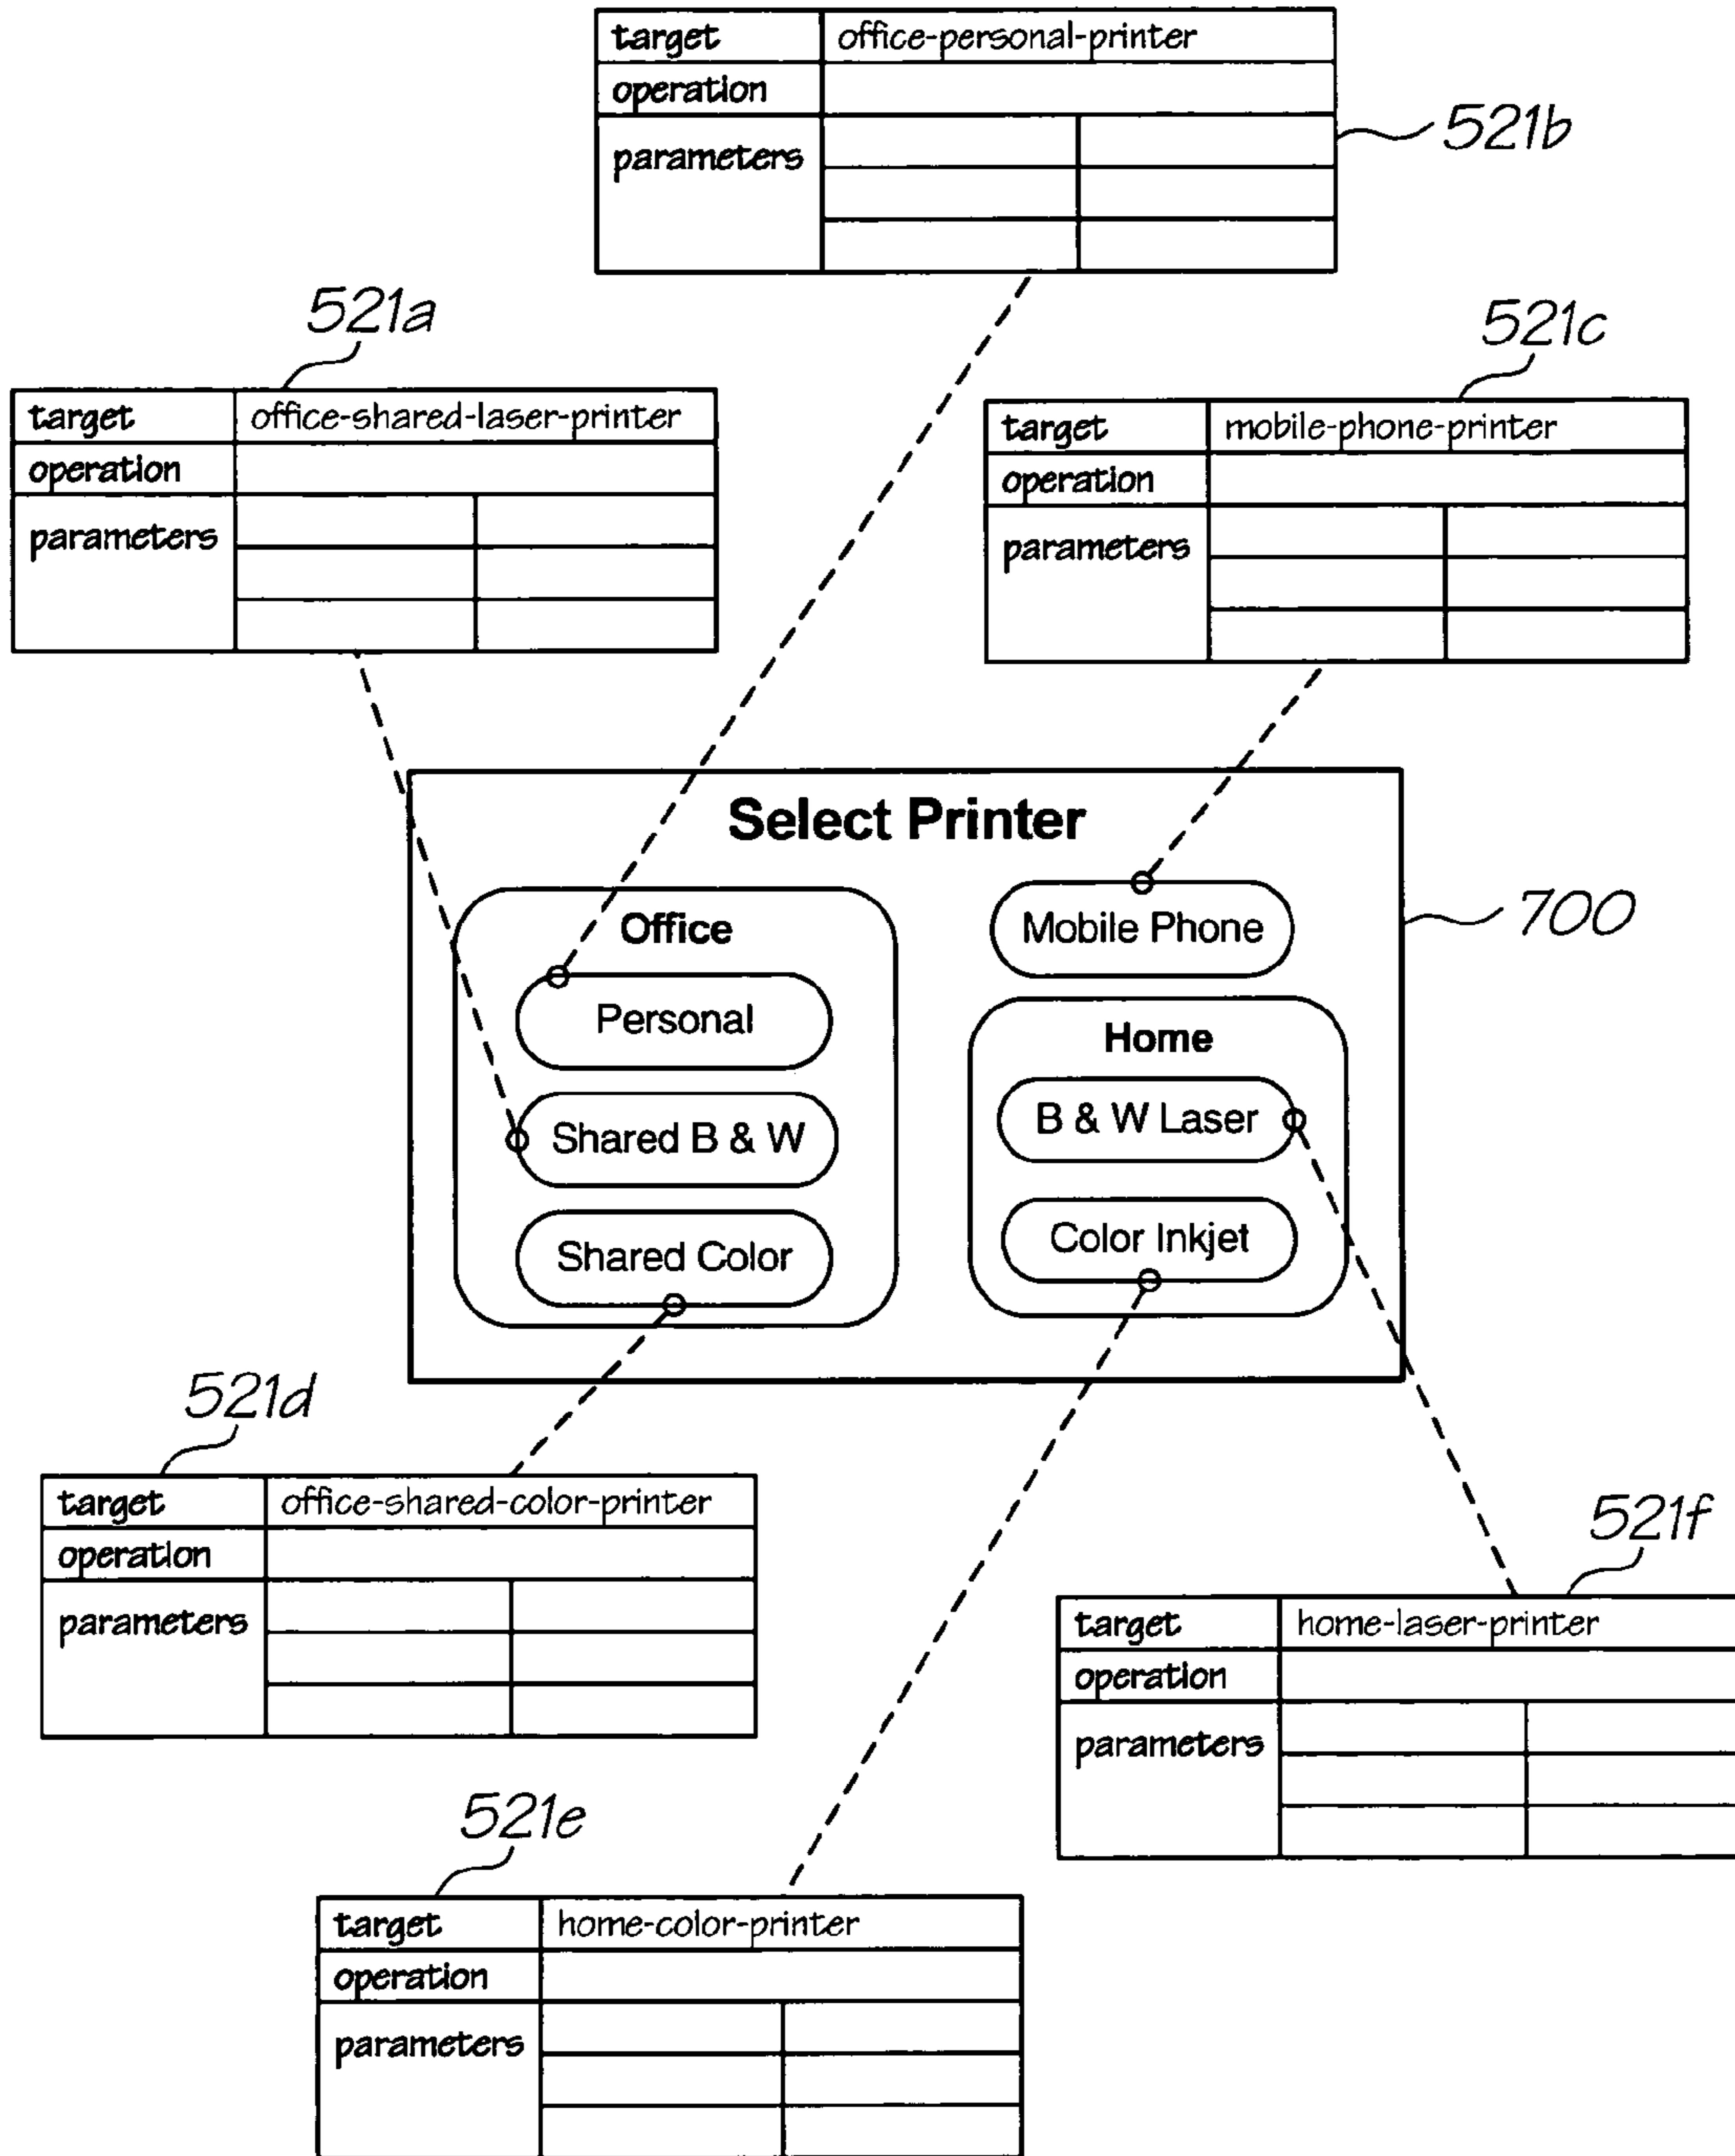 target office-personal-printer
operation
parameters
521b
521a
target office-shared-laser-printer
operation
parameters
521c
target mobile-phone-printer
operation
parameters
Select Printer
Office
Personal
Shared B & W
Shared Color
Mobile Phone
Home
B & W Laser
Color Inkjet
700
521d
target office-shared-color-printer
operation
parameters
521f
target home-laser-printer
operation
parameters
521e
target home-color-printer
operation
parameters